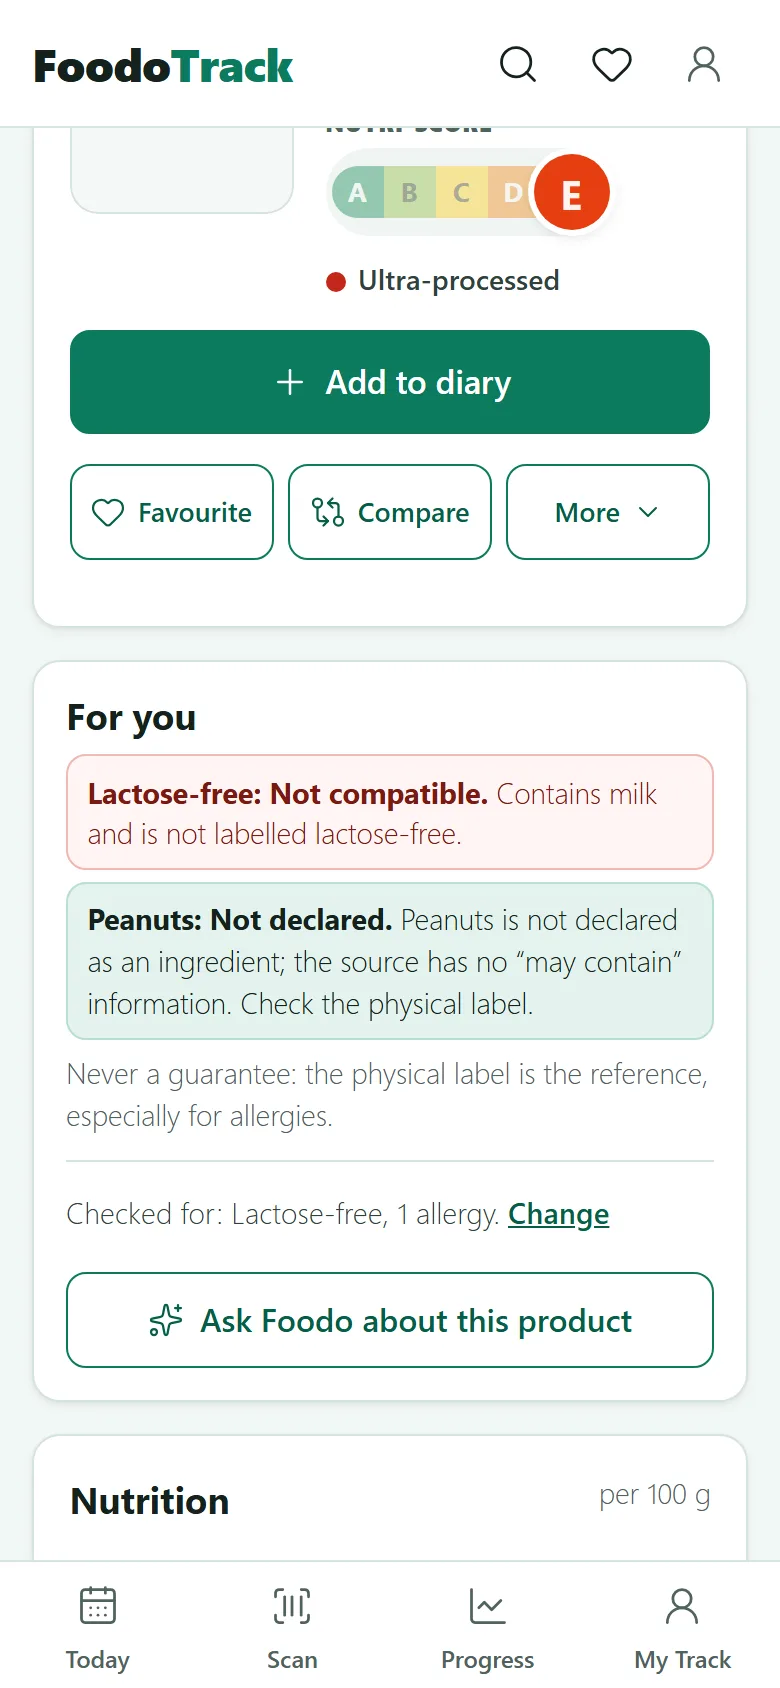 FoodoTrack
NUTRI-SCORE
A B C D E
Ultra-processed
Add to diary
Favourite
Compare
More
For you
Lactose-free: Not compatible. Contains milk
and is not labelled lactose-free.
Peanuts: Not declared. Peanuts is not declared
as an ingredient; the source has no “may contain”
information. Check the physical label.
Never a guarantee: the physical label is the reference,
especially for allergies.
Checked for: Lactose-free, 1 allergy. Change
Ask Foodo about this product
Nutrition
per 100 g
Today
Scan
Progress
My Track